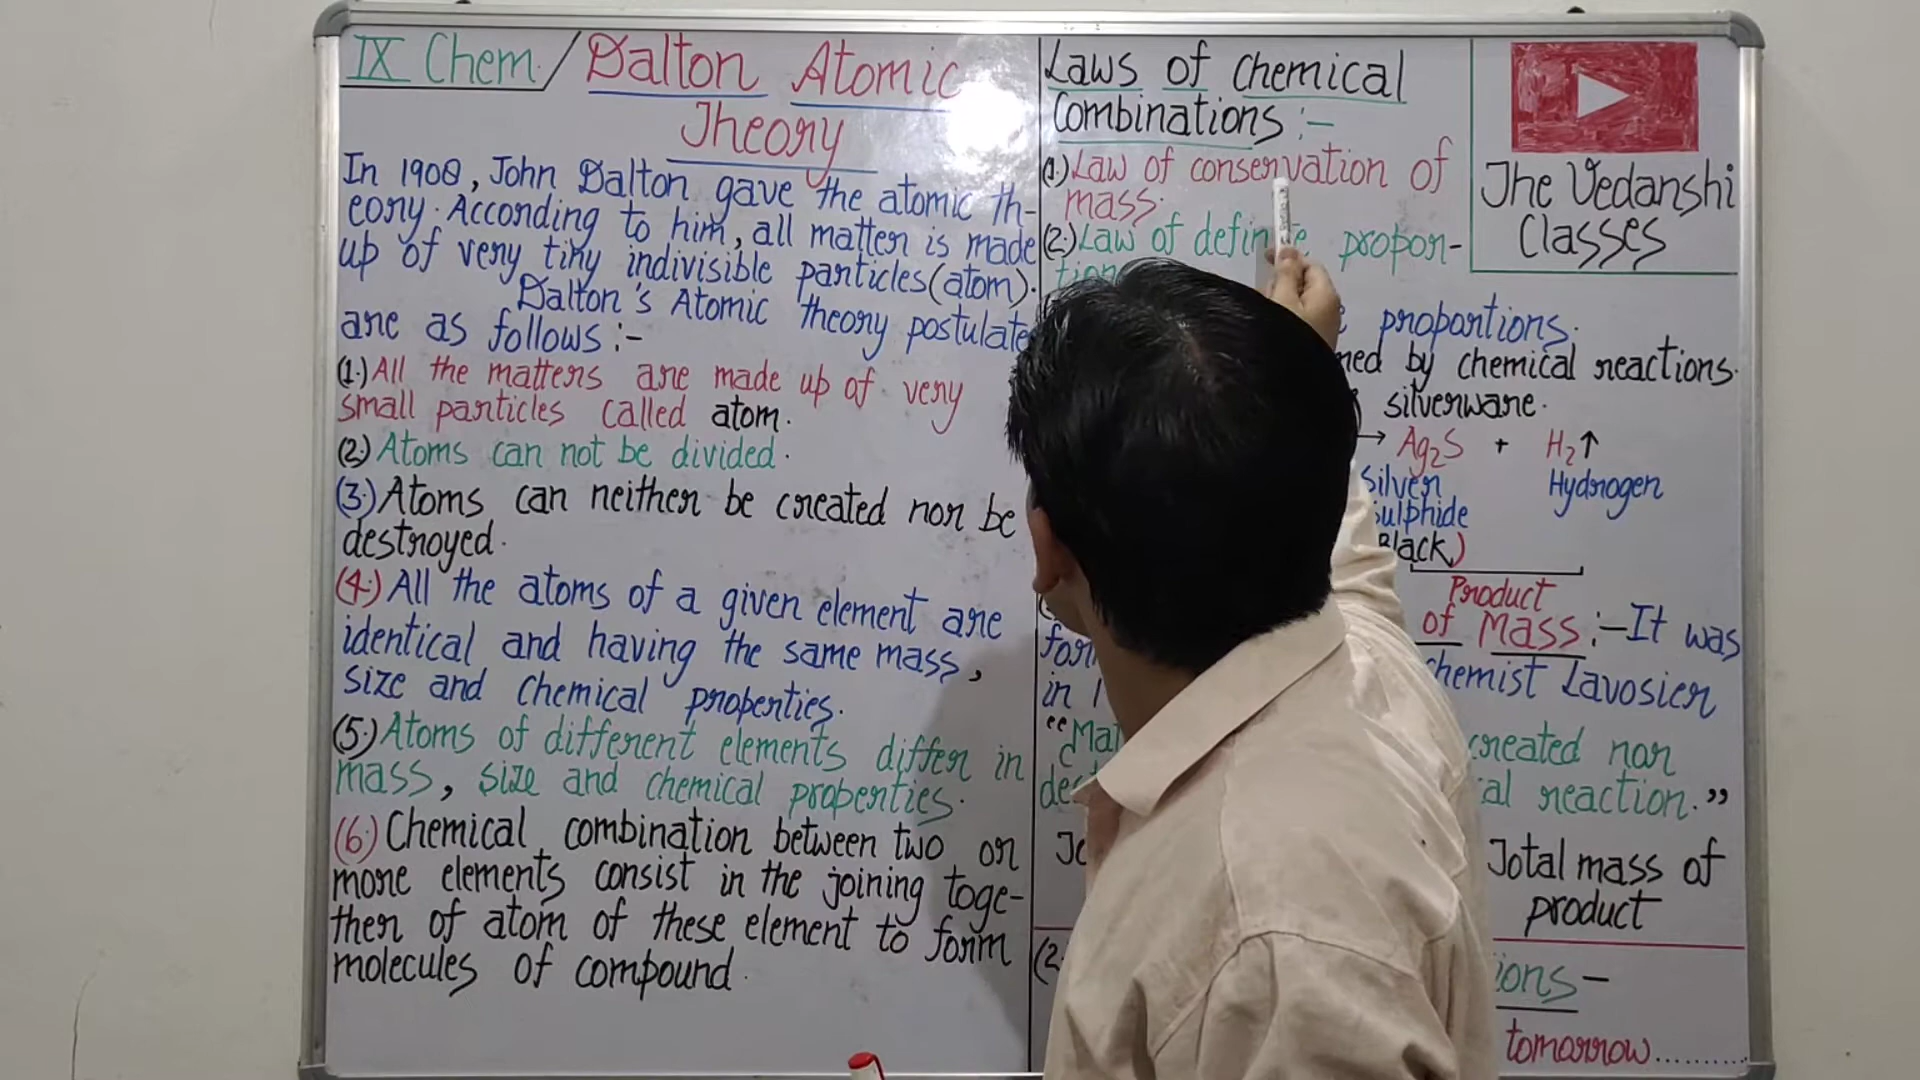 IX Chem / Dalton Atomic
Theory
In 1908, John Dalton gave the atomic th-
eory. According to him, all matter is made
up of very tiny indivisible particles (atom).
Dalton's Atomic theory postulate
are as follows :-
(1.) All the matters are made up of very
small particles called atom.
(2.) Atoms can not be divided.
(3.) Atoms can neither be created nor be
destroyed.
(4.) All the atoms of a given element are
identical and having the same mass,
size and chemical properties.
(5.) Atoms of different elements differ in
mass, size and chemical properties.
(6.) Chemical combination between two or
more elements consist in the joining toge-
ther of atom of these element to form
molecules of compound.
Laws of Chemical
Combinations :-
(1.) Law of conservation of
mass.
(2.) Law of propor-
proportions.
by chemical reactions.
silverware.
→ Ag₂S + H₂↑
Silver Hydrogen
Sulphide
Black)
Product
of Mass :- It was
Chemist Lavosier
in
created nor
reaction."
Total mass of
product
(2.
tomorrow..........
The Vedanshi
Classes